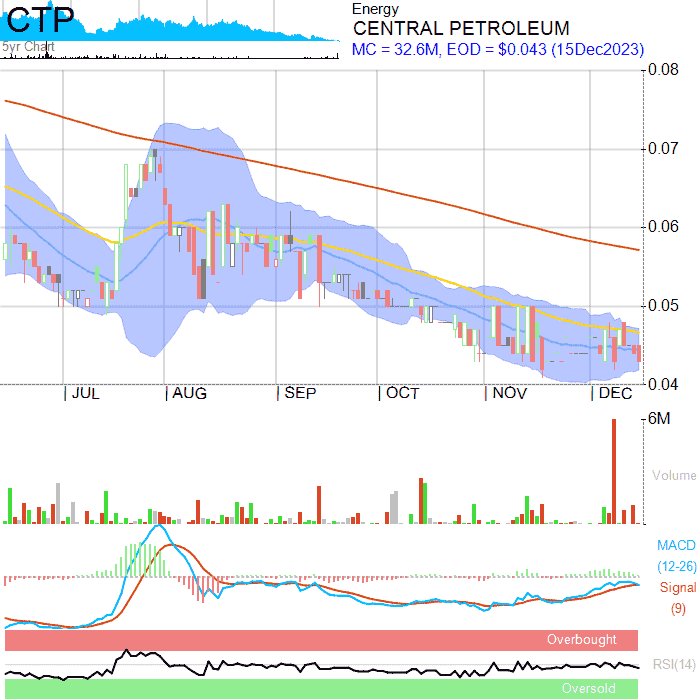 CTP
5yr Chart
Energy
CENTRAL PETROLEUM
MC = 32.6M, EOD = $0.043 (15Dec2023)
0.08
0.07
0.06
0.05
0.04
JUL AUG SEP OCT NOV DEC
6M
Volume
MACD
(12-26)
Signal
(9)
Overbought
RSI(14)
Oversold